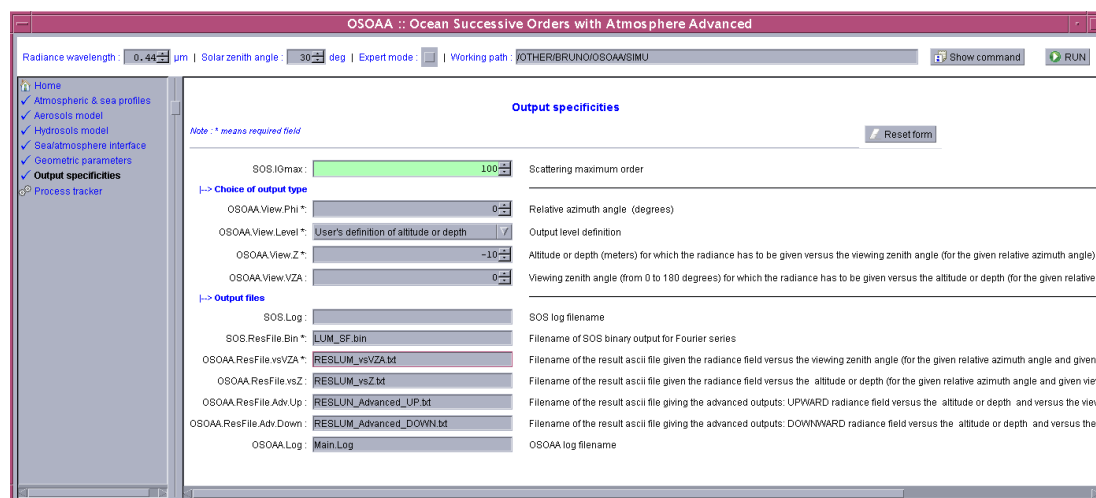 OSOAA :: Ocean Successive Orders with Atmosphere Advanced
Radiance wavelength : 0.44 µm | Solar zenith angle : 30 deg | Expert mode : | Working path : /OTHER/BRUNO/OSOAA/SIMU Show command RUN
Home
Atmospheric & sea profiles
Aerosols model
Hydrosols model
Sea/atmosphere interface
Geometric parameters
Output specificities
Process tracker
Output specificities
Note : * means required field
Reset form
SOS.IGmax : 100 Scattering maximum order
|--> Choice of output type
OSOAA.View.Phi *: 0 Relative azimuth angle (degrees)
OSOAA.View.Level *: User's definition of altitude or depth Output level definition
OSOAA.View.Z *: -10 Altitude or depth (meters) for which the radiance has to be given versus the viewing zenith angle (for the given relative azimuth angle)
OSOAA.View.VZA : 0 Viewing zenith angle (from 0 to 180 degrees) for which the radiance has to be given versus the altitude or depth (for the given relative
|--> Output files
SOS.Log : SOS log filename
SOS.ResFile.Bin *: LUM_SF.bin Filename of SOS binary output for Fourier series
OSOAA.ResFile.vsVZA *: RESLUM_vsVZA.txt Filename of the result ascii file given the radiance field versus the viewing zenith angle (for the given relative azimuth angle and given
OSOAA.ResFile.vsZ : RESLUM_vsZ.txt Filename of the result ascii file given the radiance field versus the altitude or depth (for the given relative azimuth angle and given vie
OSOAA.ResFile.Adv.Up : RESLUN_Advanced_UP.txt Filename of the result ascii file giving the advanced outputs: UPWARD radiance field versus the altitude or depth and versus the vie
OSOAA.ResFile.Adv.Down : RESLUM_Advanced_DOWN.txt Filename of the result ascii file giving the advanced outputs: DOWNWARD radiance field versus the altitude or depth and versus the
OSOAA.Log : Main.Log OSOAA log filename